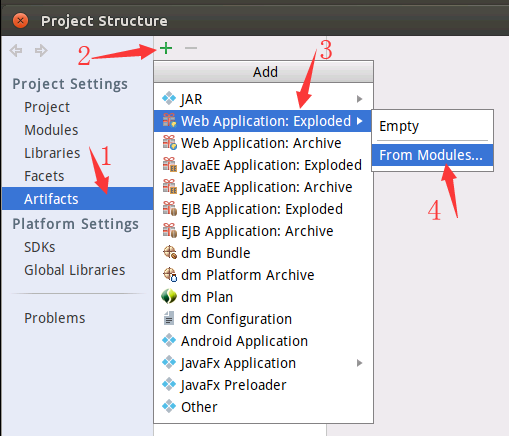 Project Structure
2
3
Add
Project Settings
JAR
Project
Web Application: Exploded
Empty
Modules
Web Application: Archive
Libraries
1
JavaEE Application: Exploded
From Modules...
Facets
JavaEE Application: Archive
Artifacts
EJB Application: Exploded
4
Platform Settings
EJB Application: Archive
SDKs
dm Bundle
Global Libraries
dm Platform Archive
dm Plan
Problems
dm Configuration
Android Application
JavaFx Application
JavaFx Preloader
Other